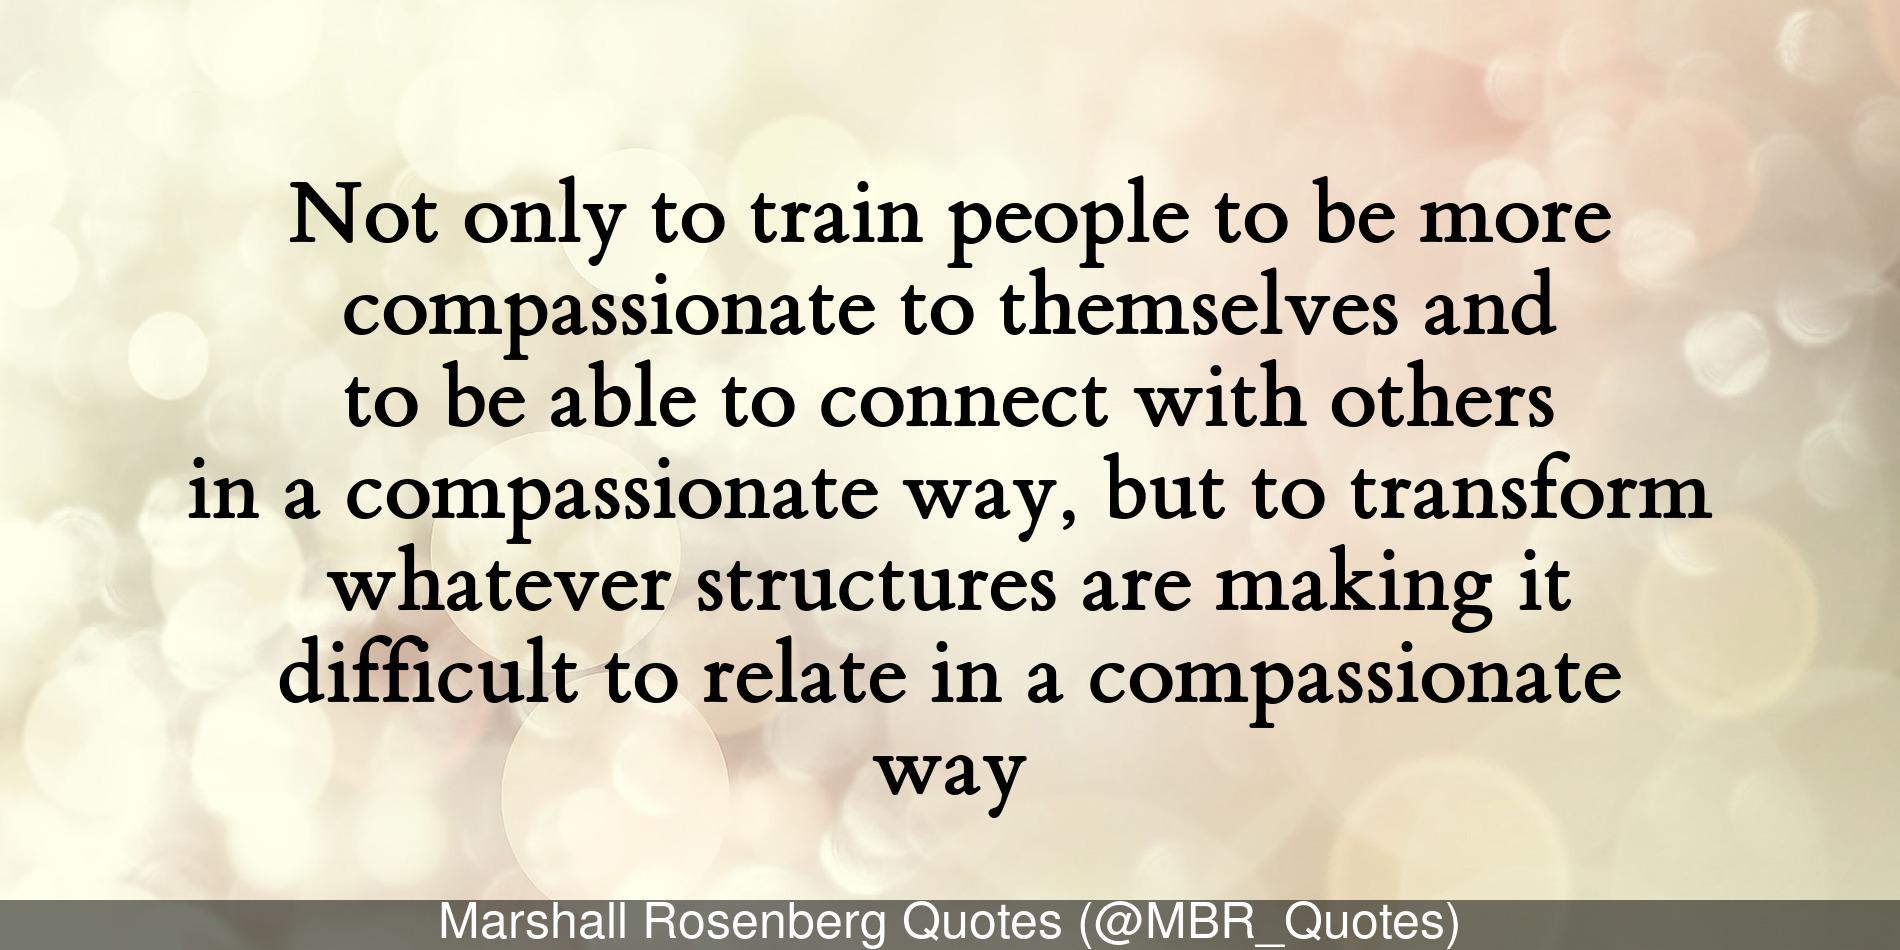 Not only to train people to be more
compassionate to themselves and
to be able to connect with others
in a compassionate way, but to transform
whatever structures are making it
difficult to relate in a compassionate
way
Marshall Rosenberg Quotes (@MBR_Quotes)